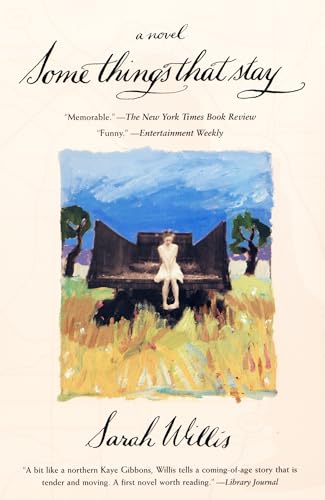 a novel
Some things that stay
"Memorable."—The New York Times Book Review
"Funny."—Entertainment Weekly
Sarah Willis
"A bit like a northern Kaye Gibbons, Willis tells a coming-of-age story that is
tender and moving. A first novel worth reading."—Library Journal